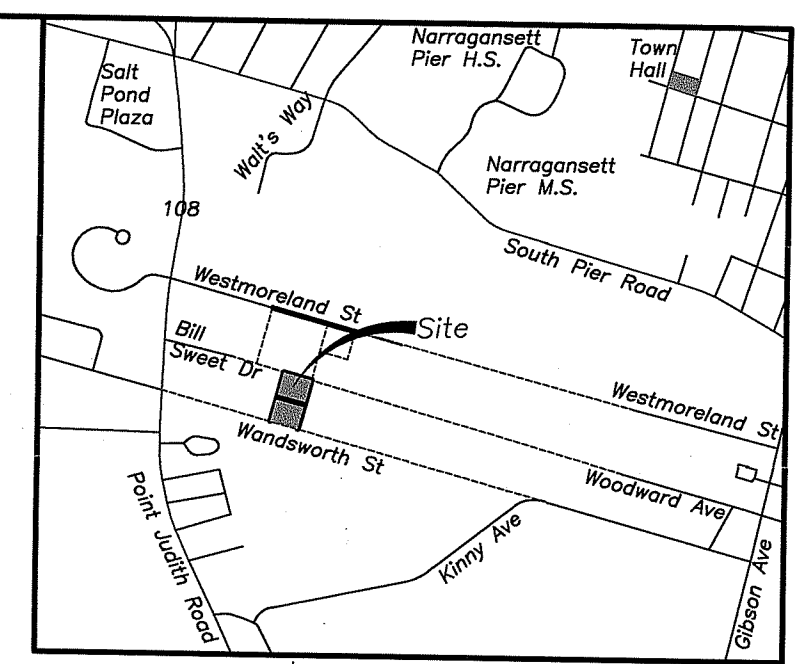 Narragansett
Pier H.S.
Town
Hall
Salt
Pond
Plaza
Walt's Way
Narragansett
Pier M.S.
108
South Pier Road
Westmoreland St
Site
Bill
Sweet Dr
Westmoreland St
Wandsworth St
Woodward Ave
Point Judith Road
Kinny Ave
Gibson Ave